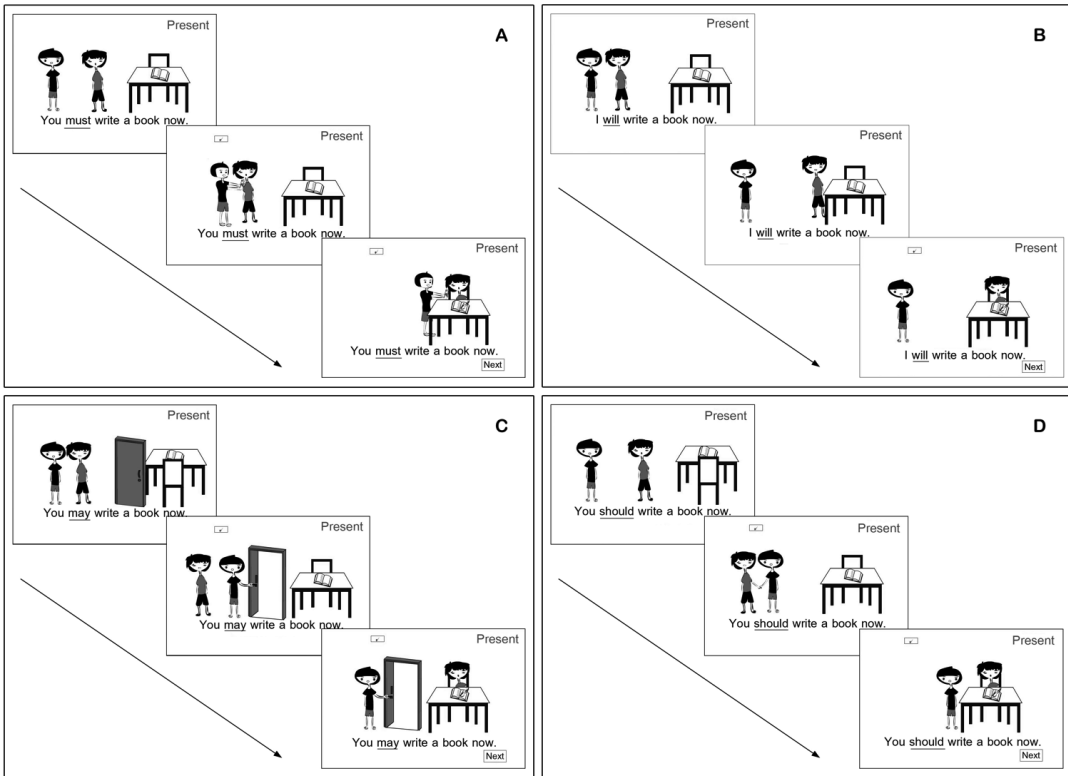 Present
A
You must write a book now.
Present
You must write a book now.
Present
You must write a book now.
Next
Present
B
I will write a book now.
Present
I will write a book now.
Present
I will write a book now.
Next
Present
C
You may write a book now.
Present
You may write a book now.
Present
You may write a book now.
Next
Present
D
You should write a book now.
Present
You should write a book now.
Present
You should write a book now.
Next